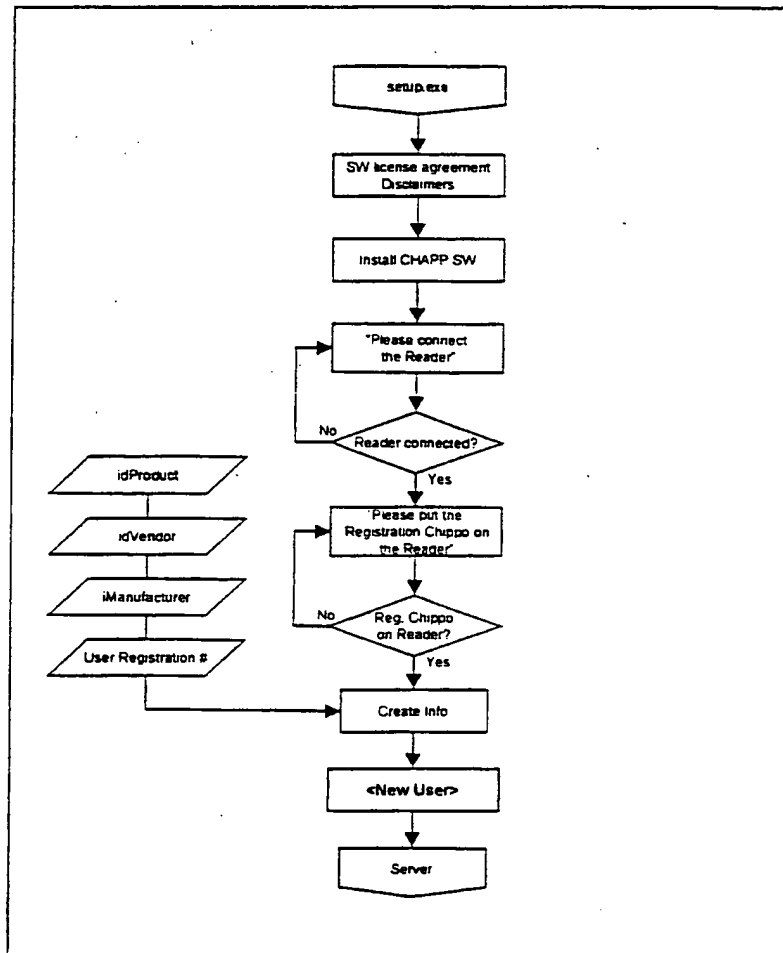 setup.exe
SW license agreement
Disclaimers
Install CHAPP SW
"Please connect
the Reader"
No
Reader connected?
Yes
idProduct
idVendor
iManufacturer
User Registration #
"Please put the
Registration Chippo on
the Reader"
No
Reg. Chippo
on Reader?
Yes
Create Info
<New User>
Server